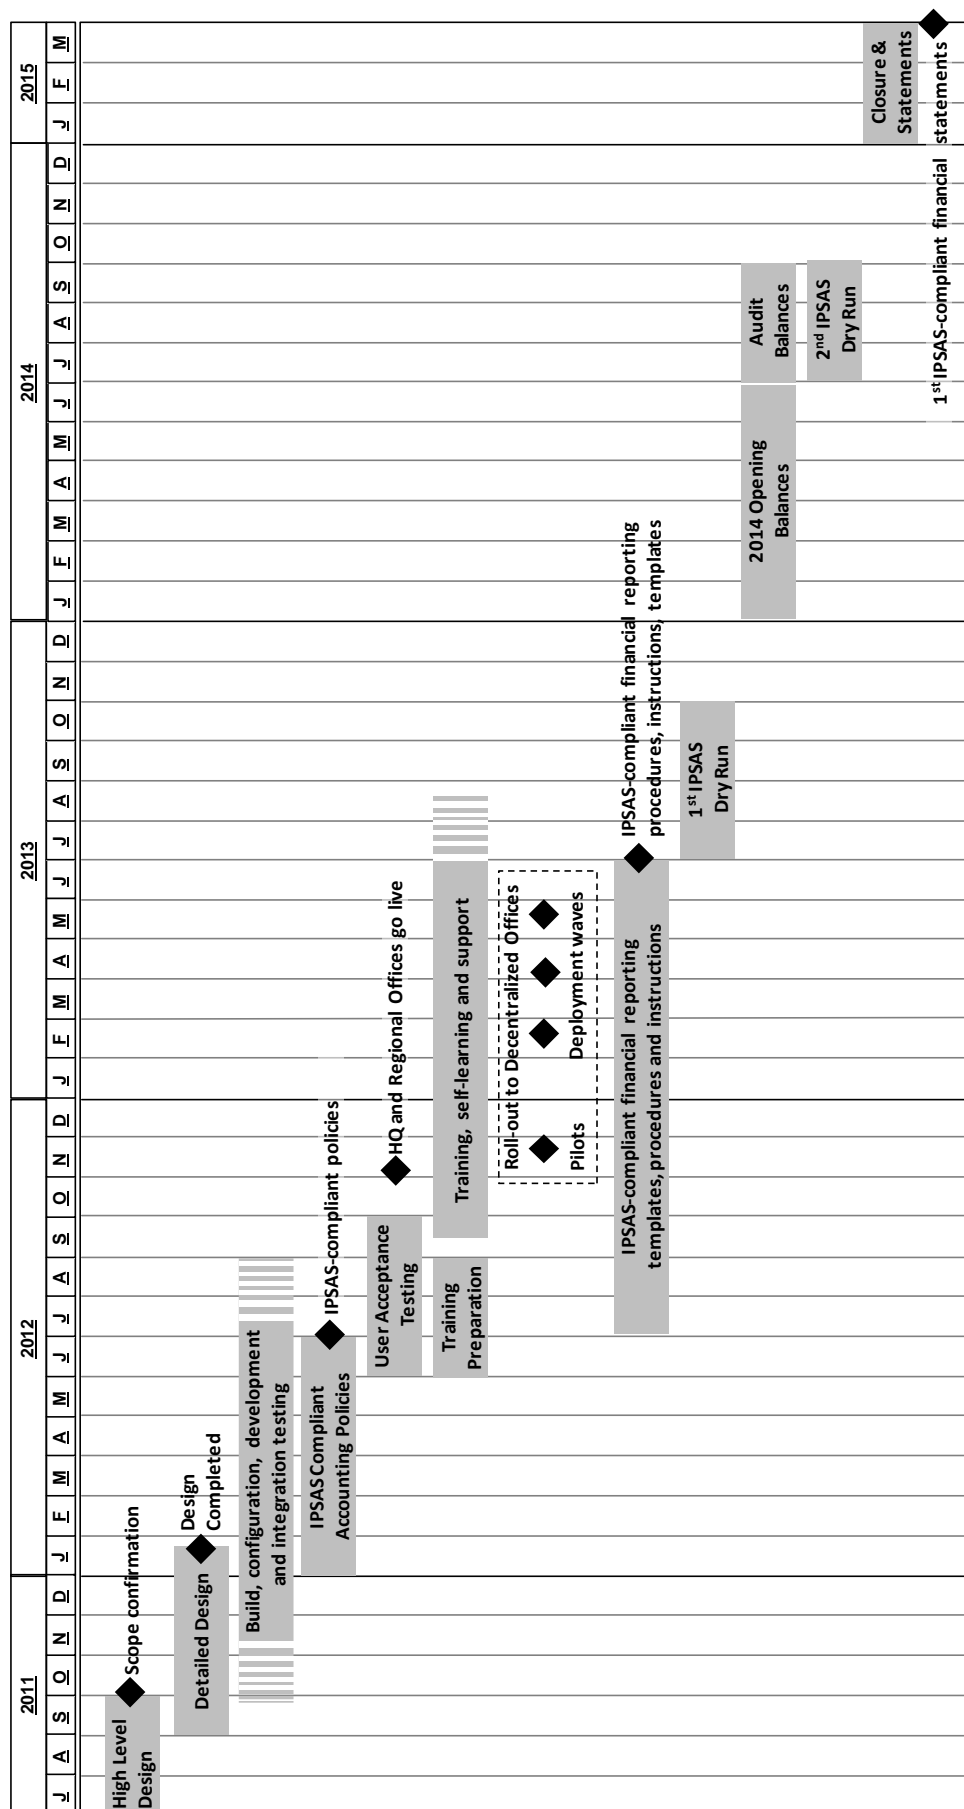 2011 2012 2013 2014 2015
J A S O N D J F M A M J J A S O N D J F M A M J J A S O N D J F M A M J J A S O N D J F M
High Level
Design
Scope confirmation
Detailed Design
Design
Completed
Build, configuration, development
and integration testing
IPSAS Compliant
Accounting Policies
IPSAS-compliant policies
User Acceptance
Testing
HQ and Regional Offices go live
Training
Preparation
Training, self-learning and support
Roll-out to Decentralized Offices
Pilots
Deployment waves
IPSAS-compliant financial reporting
templates, procedures and instructions
IPSAS-compliant financial reporting
procedures, instructions, templates
1st IPSAS
Dry Run
2014 Opening
Balances
Audit
Balances
2nd IPSAS
Dry Run
Closure &
Statements
1st IPSAS-compliant financial statements